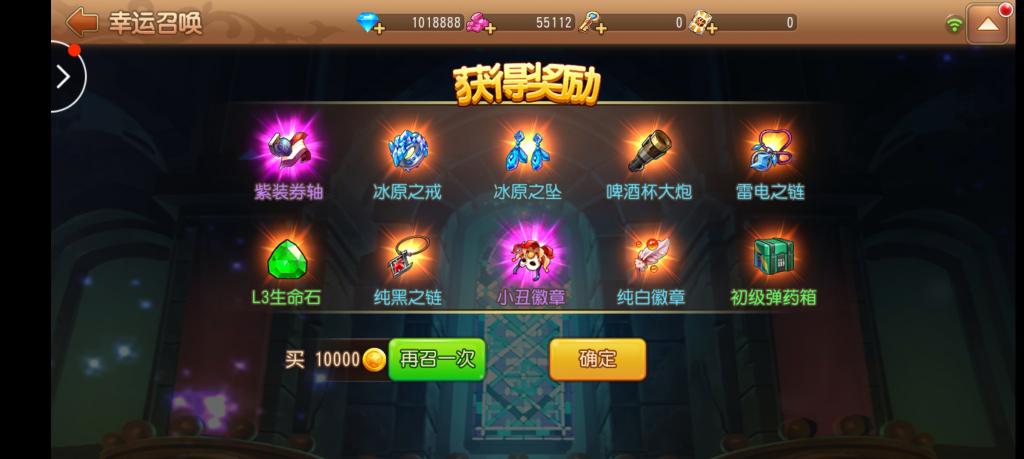 幸运召唤 1018888 55112 0 0
获得奖励
紫装券轴 冰原之戒 冰原之坠 啤酒杯大炮 雷电之链
L3生命石 纯黑之链 小丑徽章 纯白徽章 初级弹药箱
买 10000 再召一次 确定